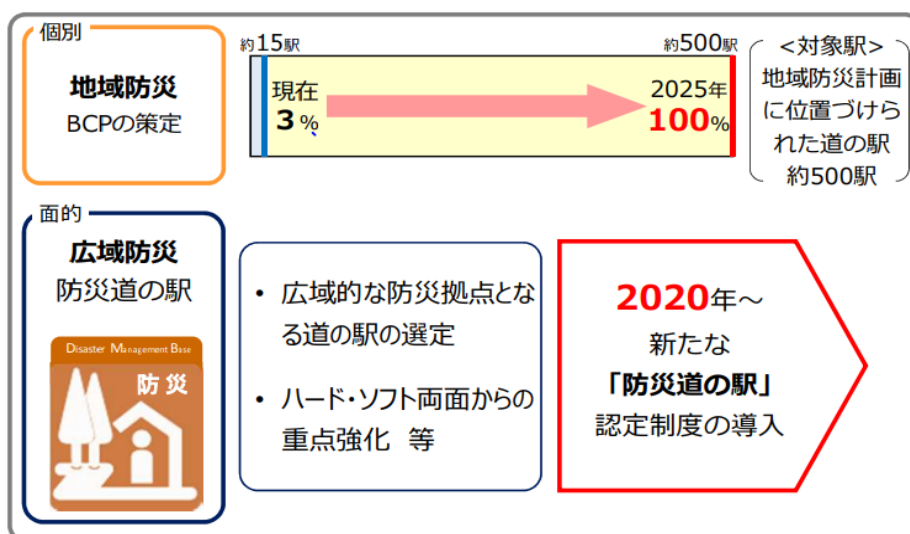 個別
地域防災
BCPの策定
約15駅
約500駅
現在
3%
2025年
100%
<対象駅>
地域防災計画
に位置づけら
れた道の駅
約500駅
面的
広域防災
防災道の駅
Disaster Management Base
防災
• 広域的な防災拠点とな
る道の駅の選定
• ハード・ソフト両面からの
重点強化 等
2020年~
新たな
「防災道の駅」
認定制度の導入